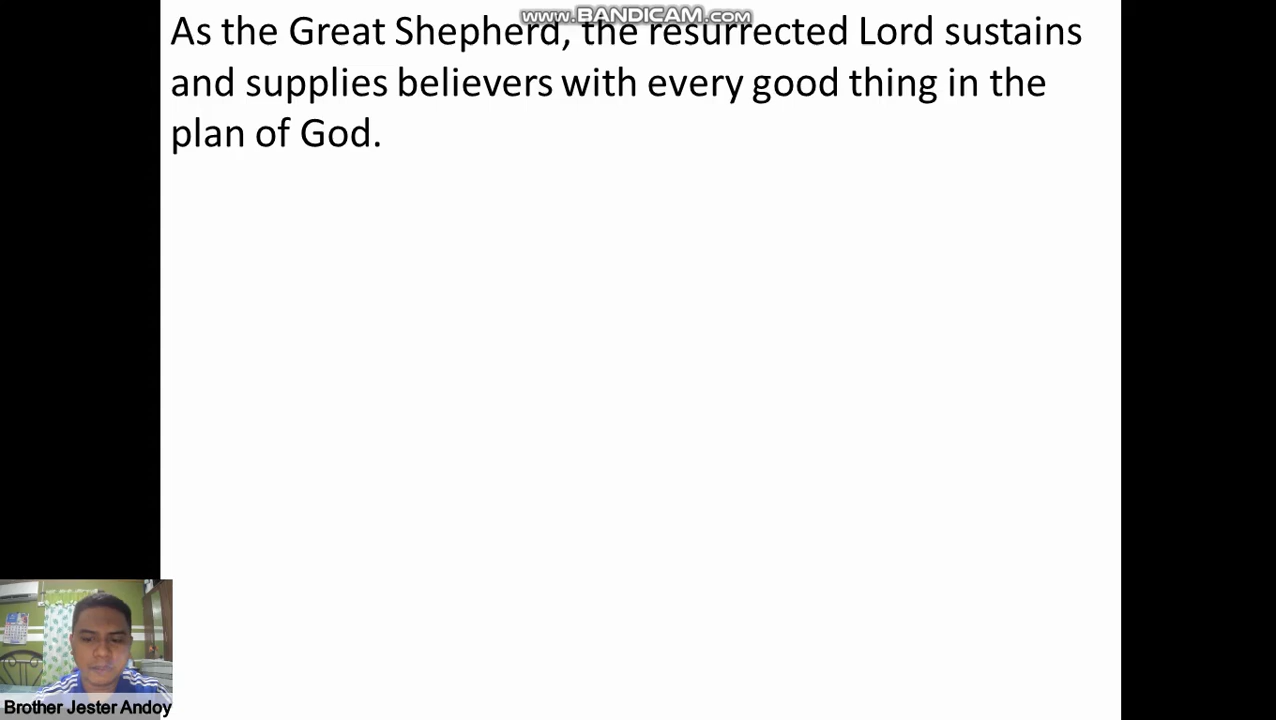 www.BANDICAM.com
As the Great Shepherd, the resurrected Lord sustains
and supplies believers with every good thing in the
plan of God.
Brother Jester Andoy